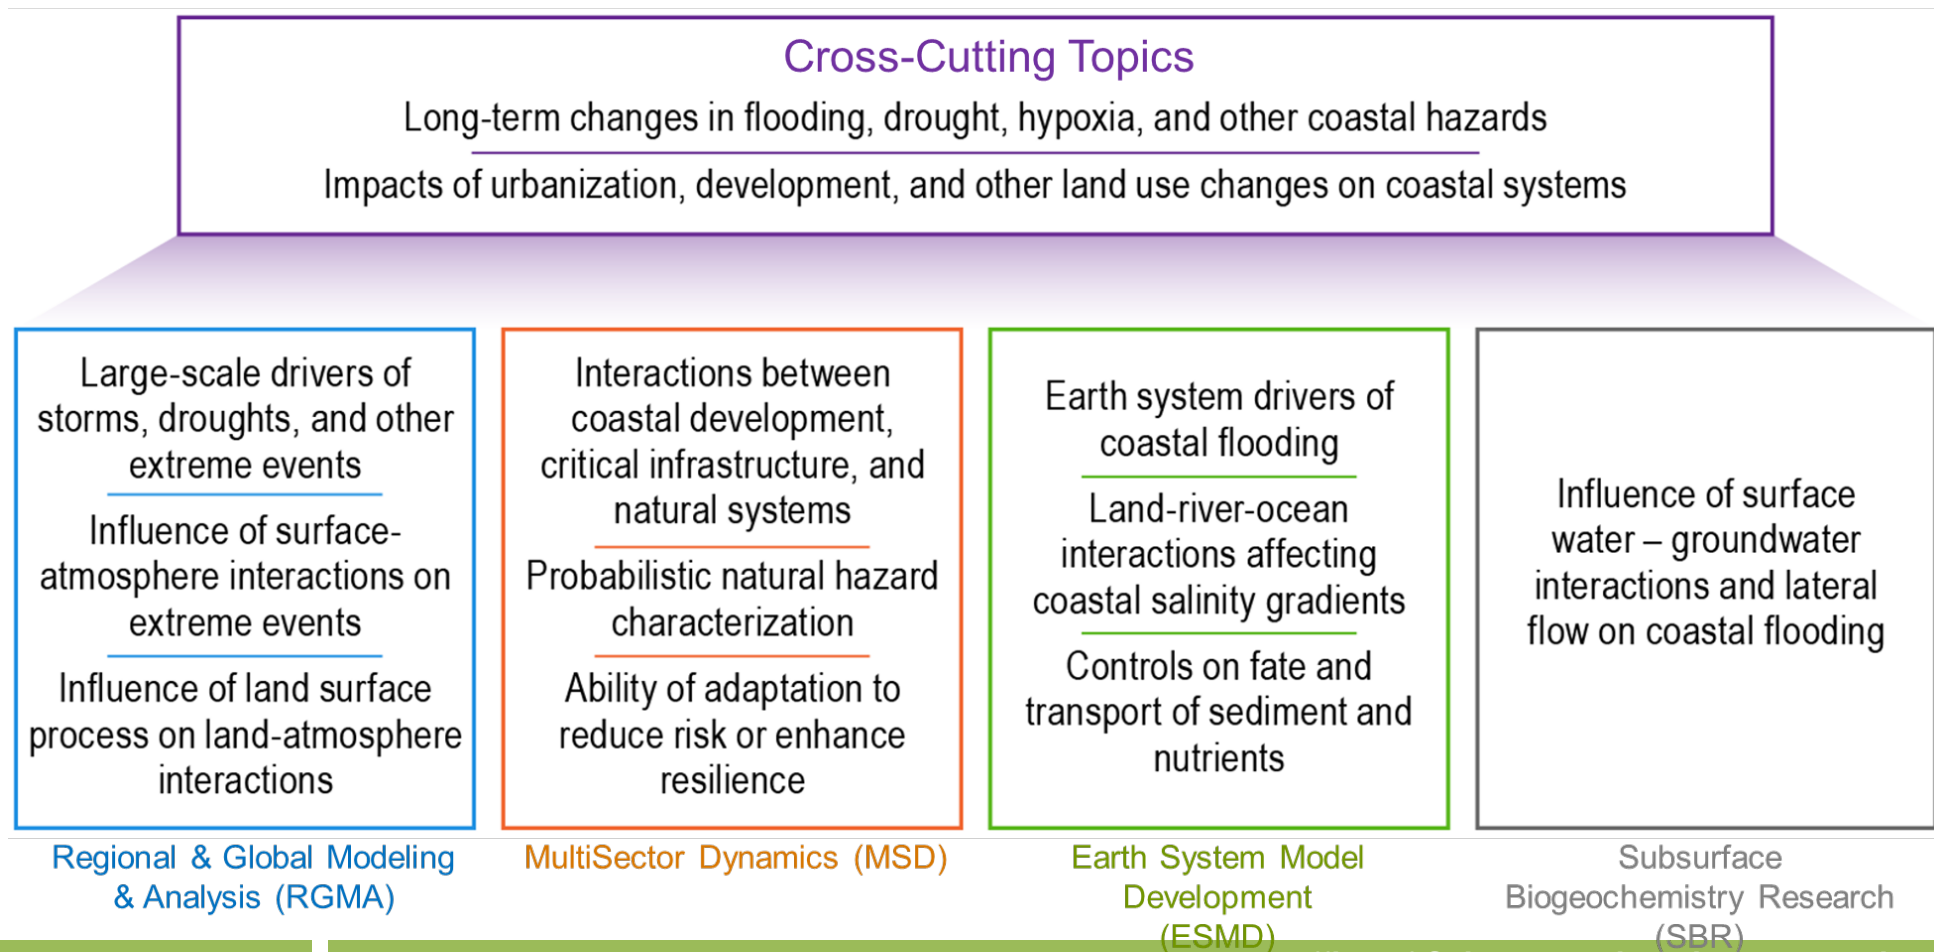 Cross-Cutting Topics
Long-term changes in flooding, drought, hypoxia, and other coastal hazards
Impacts of urbanization, development, and other land use changes on coastal systems
Large-scale drivers of
storms, droughts, and other
extreme events
Influence of surface-
atmosphere interactions on
extreme events
Influence of land surface
process on land-atmosphere
interactions
Regional & Global Modeling
& Analysis (RGMA)
Interactions between
coastal development,
critical infrastructure, and
natural systems
Probabilistic natural hazard
characterization
Ability of adaptation to
reduce risk or enhance
resilience
MultiSector Dynamics (MSD)
Earth system drivers of
coastal flooding
Land-river-ocean
interactions affecting
coastal salinity gradients
Controls on fate and
transport of sediment and
nutrients
Earth System Model
Development
(ESMD)
Influence of surface
water – groundwater
interactions and lateral
flow on coastal flooding
Subsurface
Biogeochemistry Research
(SBR)